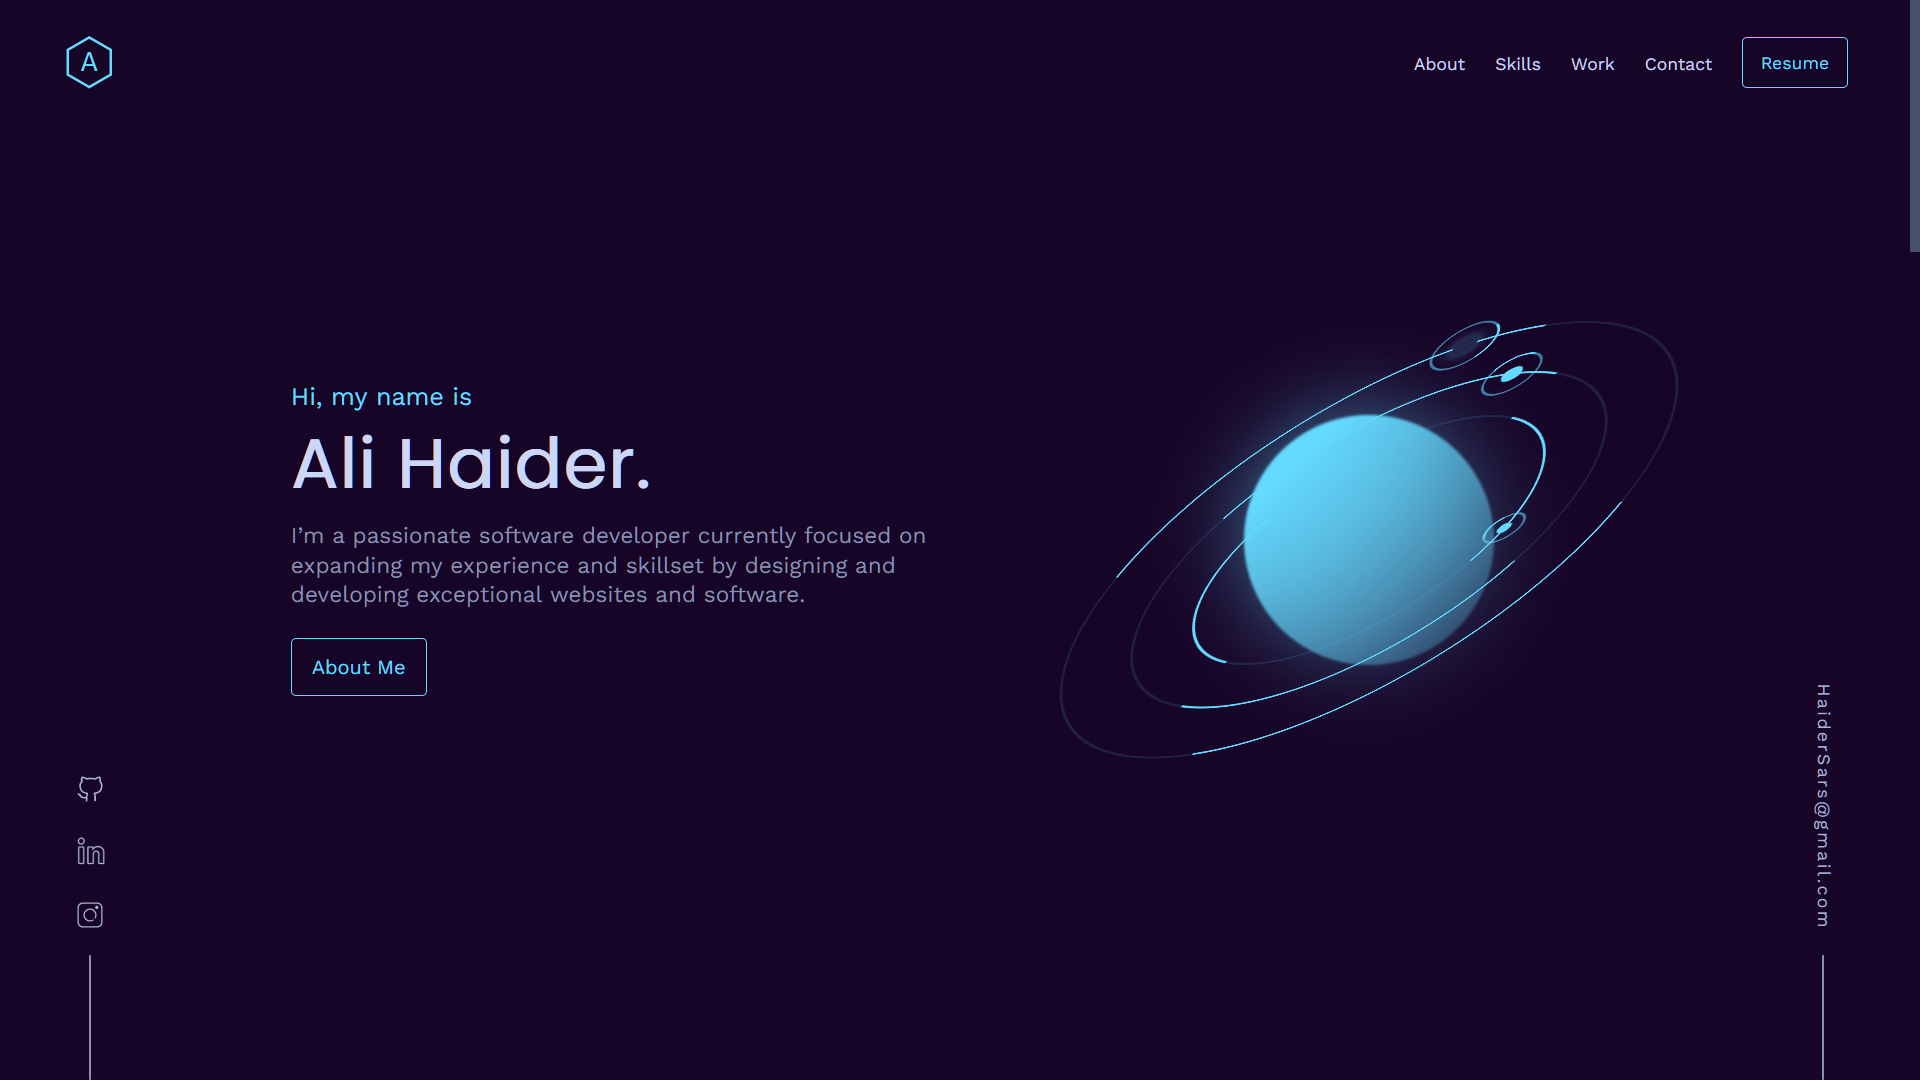 A
About
Skills
Work
Contact
Resume
Hi, my name is
Ali Haider.
I’m a passionate software developer currently focused on
expanding my experience and skillset by designing and
developing exceptional websites and software.
About Me
in
HaiderSars@gmail.com